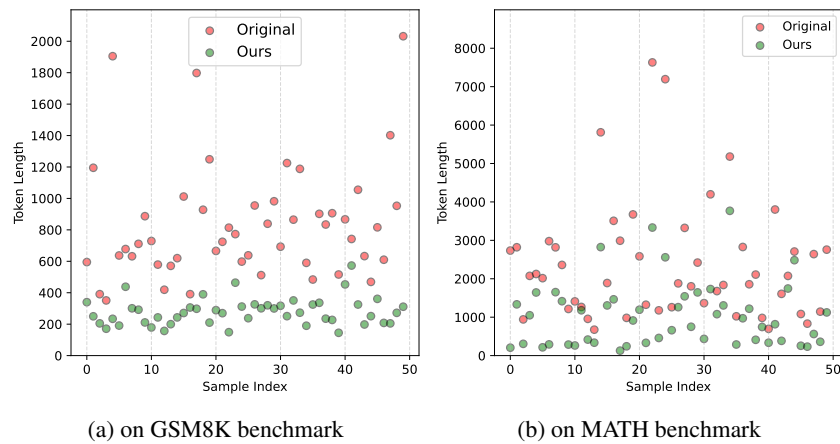 Original
Ours
2000
1800
1600
1400
1200
1000
800
600
400
200
0
Token Length
0 10 20 30 40 50
Sample Index
(a) on GSM8K benchmark
Original
Ours
8000
7000
6000
5000
4000
3000
2000
1000
0
Token Length
0 10 20 30 40 50
Sample Index
(b) on MATH benchmark